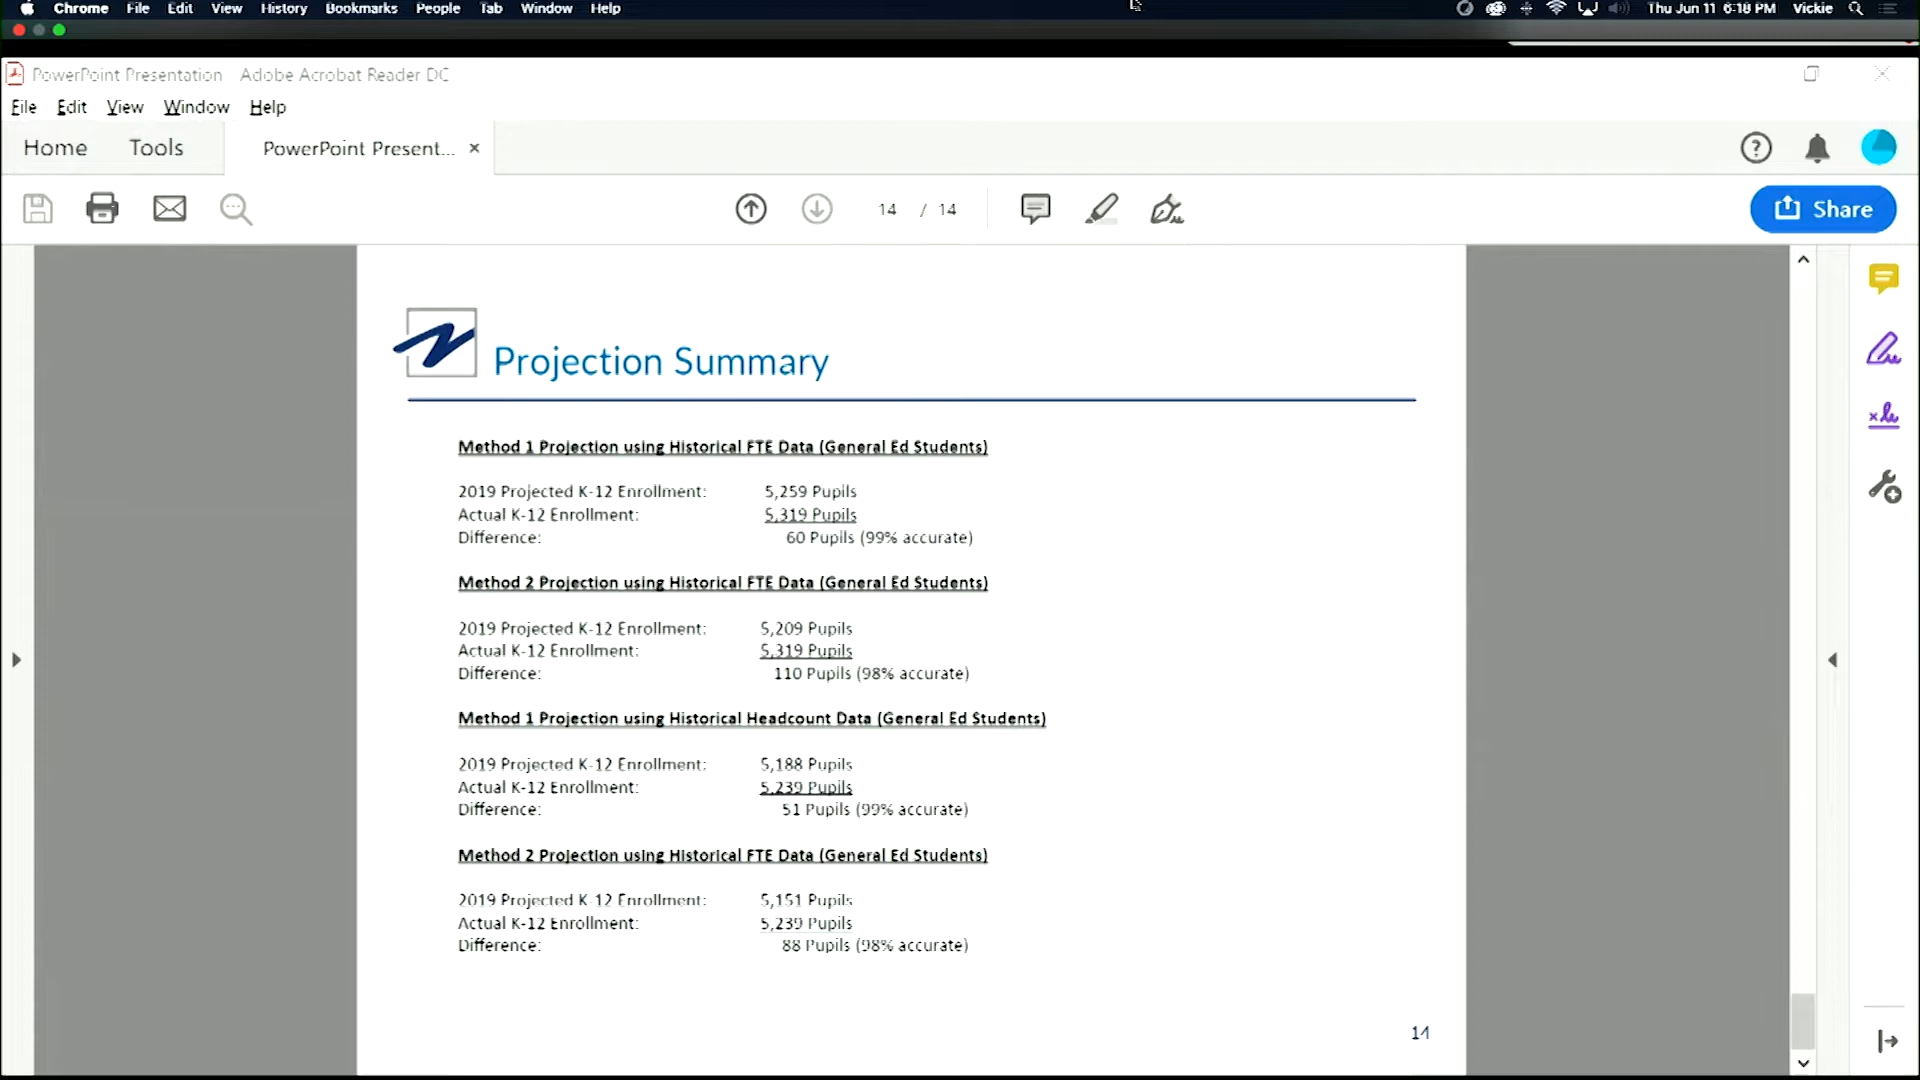 Chrome File Edit View History Bookmarks People Tab Window Help Thu Jun 11 6:18 PM Vickie
PowerPoint Presentation Adobe Acrobat Reader DC
File Edit View Window Help
Home Tools PowerPoint Present... ×
14 / 14 Share
Projection Summary
Method 1 Projection using Historical FTE Data (General Ed Students)
2019 Projected K-12 Enrollment: 5,259 Pupils
Actual K-12 Enrollment: 5,319 Pupils
Difference: 60 Pupils (99% accurate)
Method 2 Projection using Historical FTE Data (General Ed Students)
2019 Projected K-12 Enrollment: 5,209 Pupils
Actual K-12 Enrollment: 5,319 Pupils
Difference: 110 Pupils (98% accurate)
Method 1 Projection using Historical Headcount Data (General Ed Students)
2019 Projected K-12 Enrollment: 5,188 Pupils
Actual K-12 Enrollment: 5,239 Pupils
Difference: 51 Pupils (99% accurate)
Method 2 Projection using Historical FTE Data (General Ed Students)
2019 Projected K-12 Enrollment: 5,151 Pupils
Actual K-12 Enrollment: 5,239 Pupils
Difference: 88 Pupils (98% accurate)
14